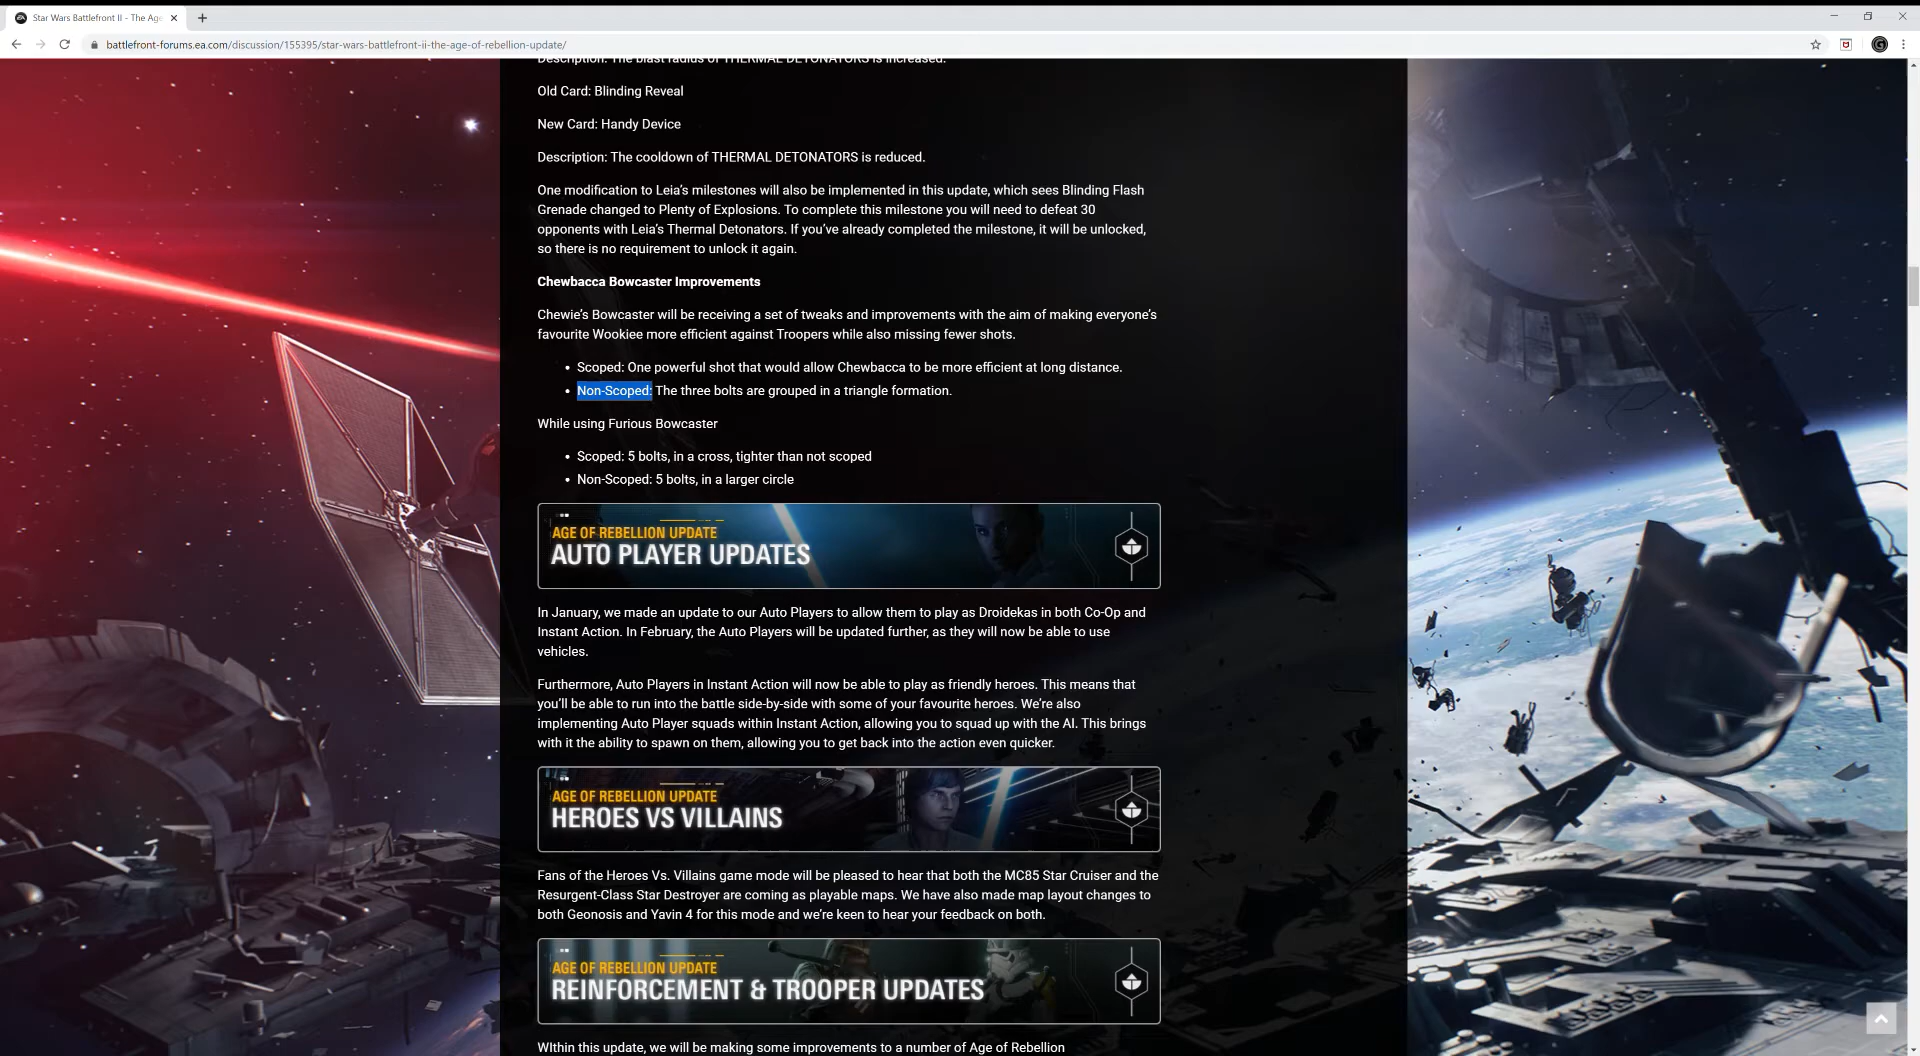 Star Wars Battlefront II - The Age
battlefront-forums.ea.com/discussion/155395/star-wars-battlefront-ii-the-age-of-rebellion-update/
Description: The blast radius of THERMAL DETONATORS is increased.
Old Card: Blinding Reveal
New Card: Handy Device
Description: The cooldown of THERMAL DETONATORS is reduced.
One modification to Leia’s milestones will also be implemented in this update, which sees Blinding Flash
Grenade changed to Plenty of Explosions. To complete this milestone you will need to defeat 30
opponents with Leia’s Thermal Detonators. If you’ve already completed the milestone, it will be unlocked,
so there is no requirement to unlock it again.
Chewbacca Bowcaster Improvements
Chewie’s Bowcaster will be receiving a set of tweaks and improvements with the aim of making everyone’s
favourite Wookiee more efficient against Troopers while also missing fewer shots.
• Scoped: One powerful shot that would allow Chewbacca to be more efficient at long distance.
• Non-Scoped: The three bolts are grouped in a triangle formation.
While using Furious Bowcaster
• Scoped: 5 bolts, in a cross, tighter than not scoped
• Non-Scoped: 5 bolts, in a larger circle
AGE OF REBELLION UPDATE
AUTO PLAYER UPDATES
In January, we made an update to our Auto Players to allow them to play as Droidekas in both Co-Op and
Instant Action. In February, the Auto Players will be updated further, as they will now be able to use
vehicles.
Furthermore, Auto Players in Instant Action will now be able to play as friendly heroes. This means that
you’ll be able to run into the battle side-by-side with some of your favourite heroes. We’re also
implementing Auto Player squads within Instant Action, allowing you to squad up with the AI. This brings
with it the ability to spawn on them, allowing you to get back into the action even quicker.
AGE OF REBELLION UPDATE
HEROES VS VILLAINS
Fans of the Heroes Vs. Villains game mode will be pleased to hear that both the MC85 Star Cruiser and the
Resurgent-Class Star Destroyer are coming as playable maps. We have also made map layout changes to
both Geonosis and Yavin 4 for this mode and we’re keen to hear your feedback on both.
AGE OF REBELLION UPDATE
REINFORCEMENT & TROOPER UPDATES
WIthin this update, we will be making some improvements to a number of Age of Rebellion